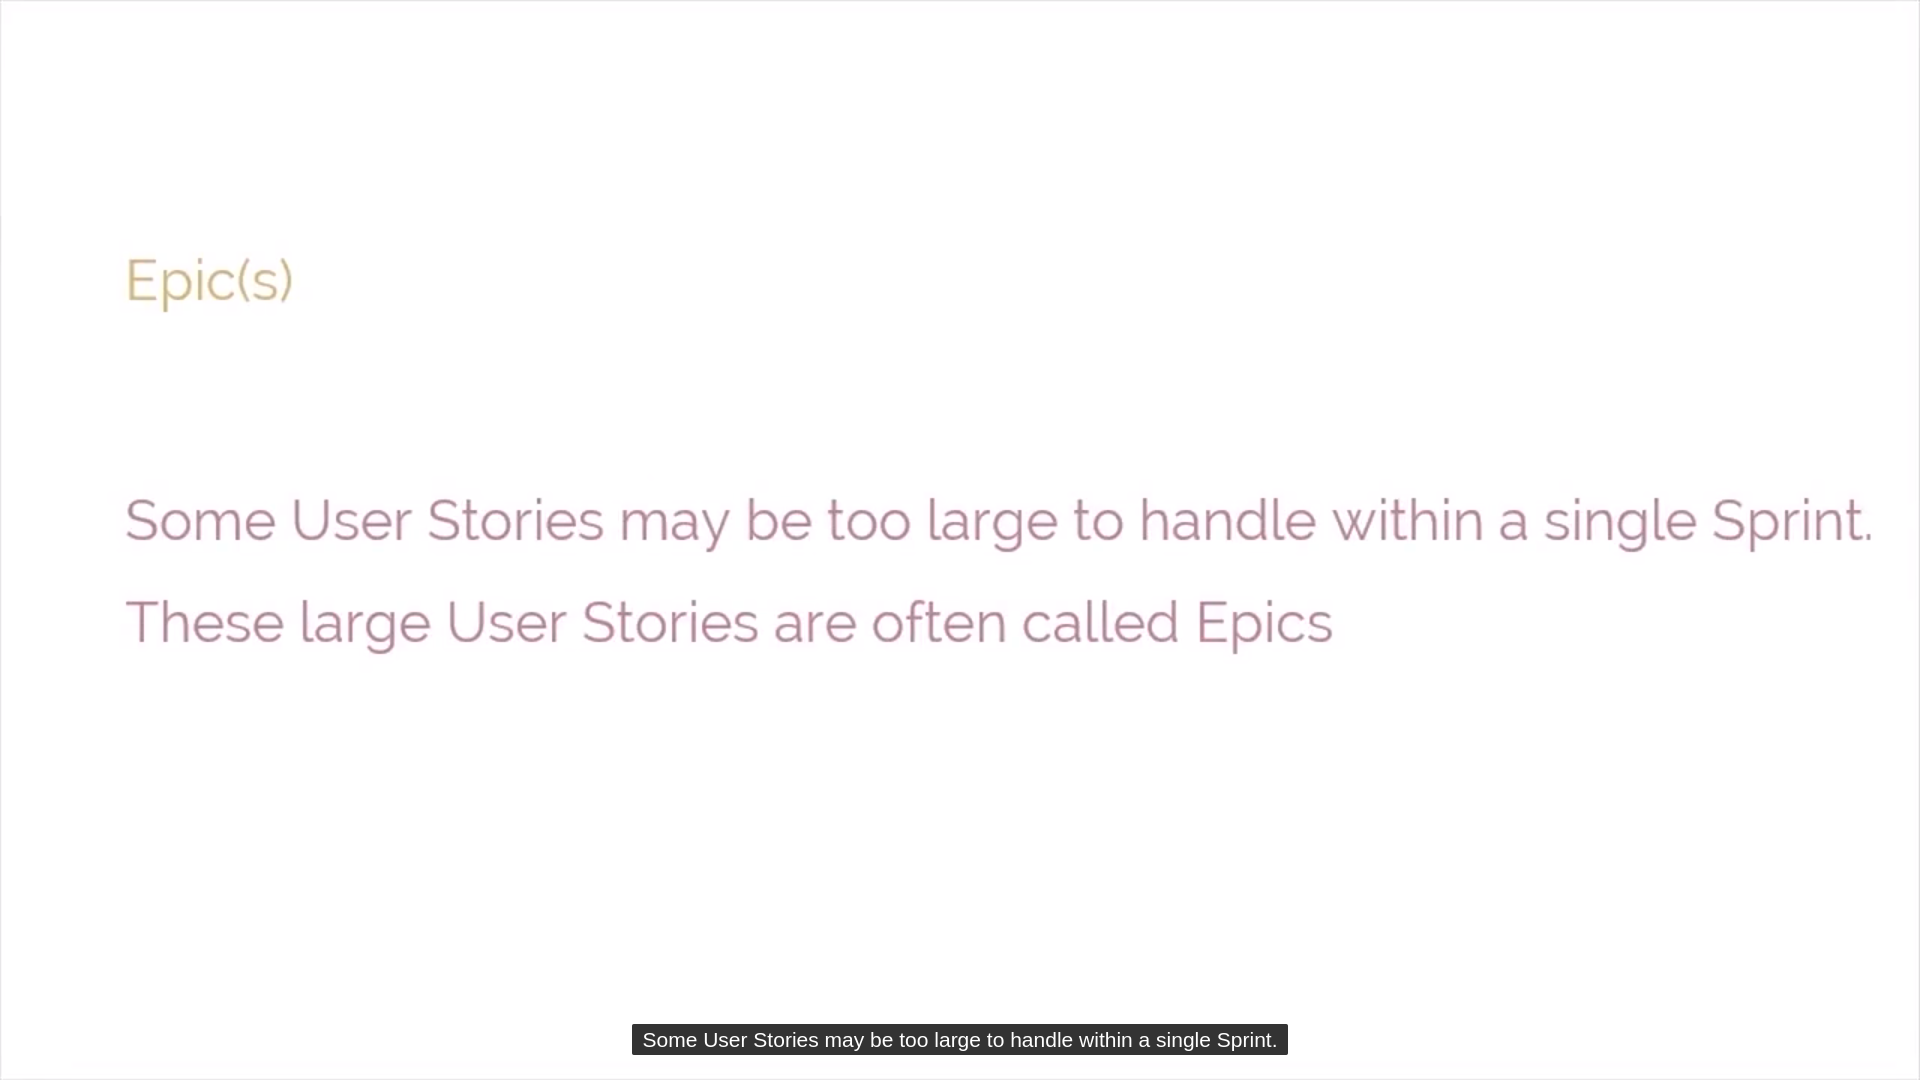 Epic(s)
Some User Stories may be too large to handle within a single Sprint.
These large User Stories are often called Epics
Some User Stories may be too large to handle within a single Sprint.